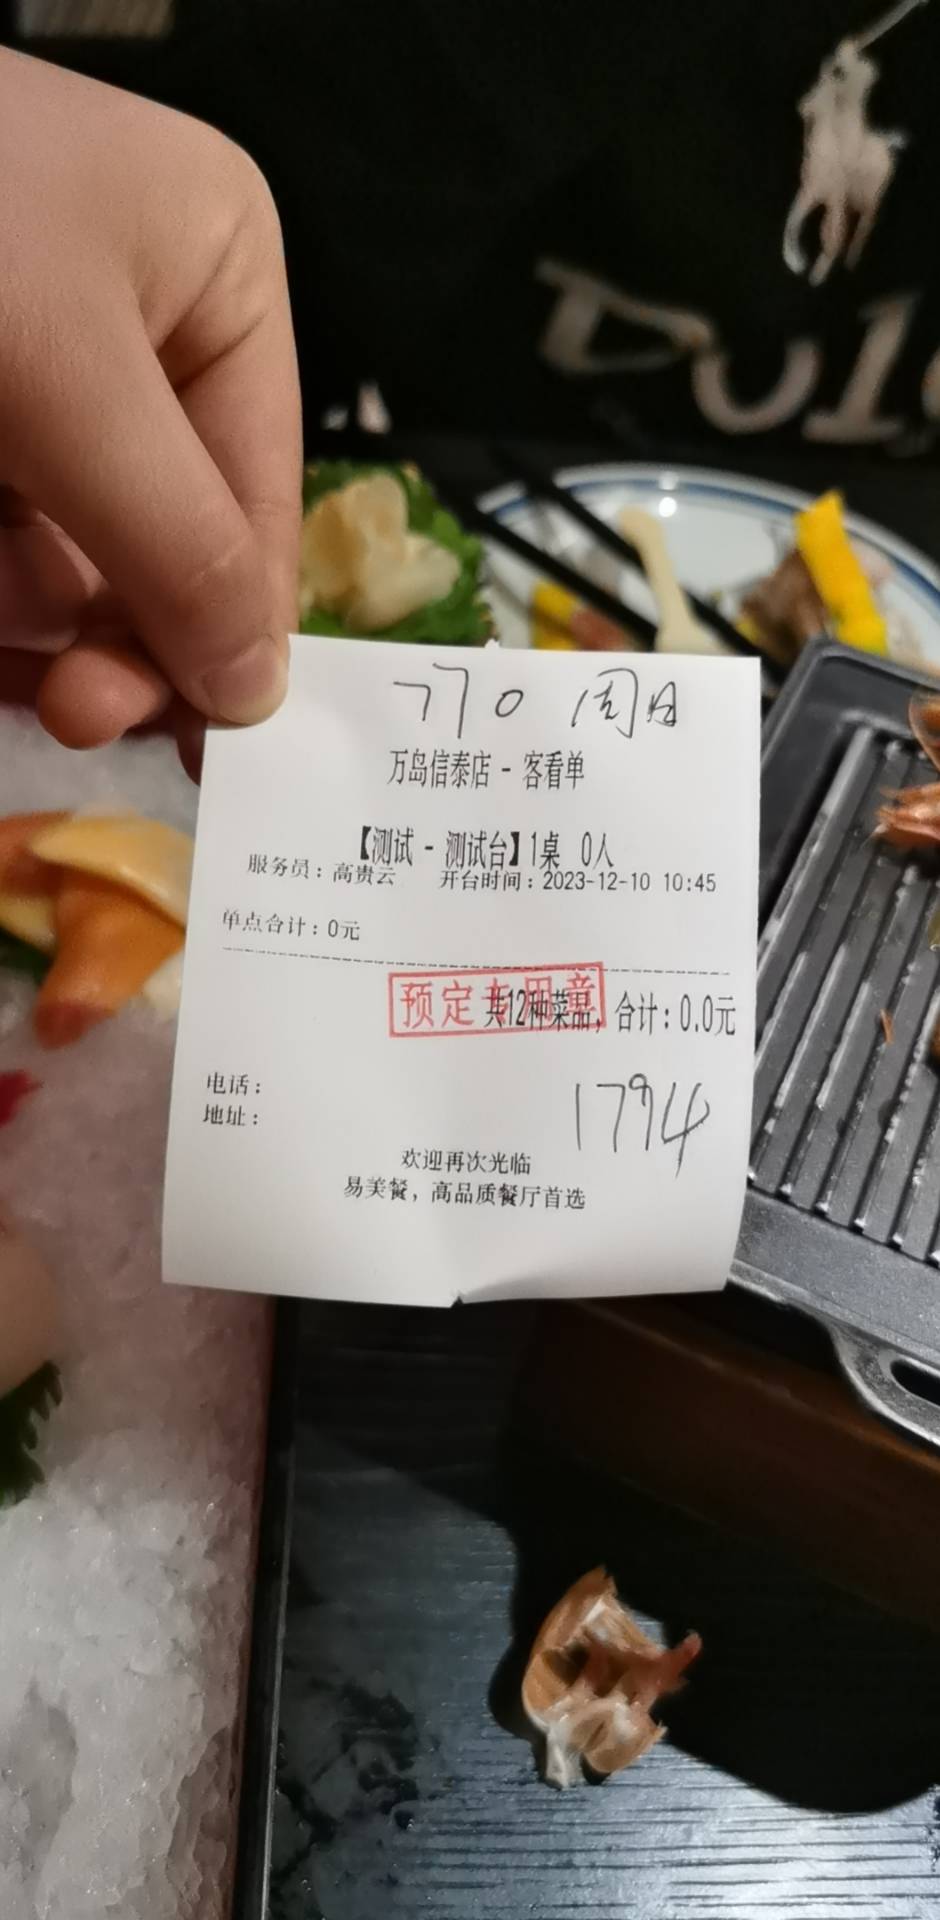 770 周日
万岛信泰店 - 客看单
【测试 - 测试台】1桌 0人
服务员：高贵云 开台时间：2023-12-10 10:45
单点合计：0元
预定专用章
共12种菜品，合计：0.0元
电话：
地址：
1794
欢迎再次光临
易美餐，高品质餐厅首选